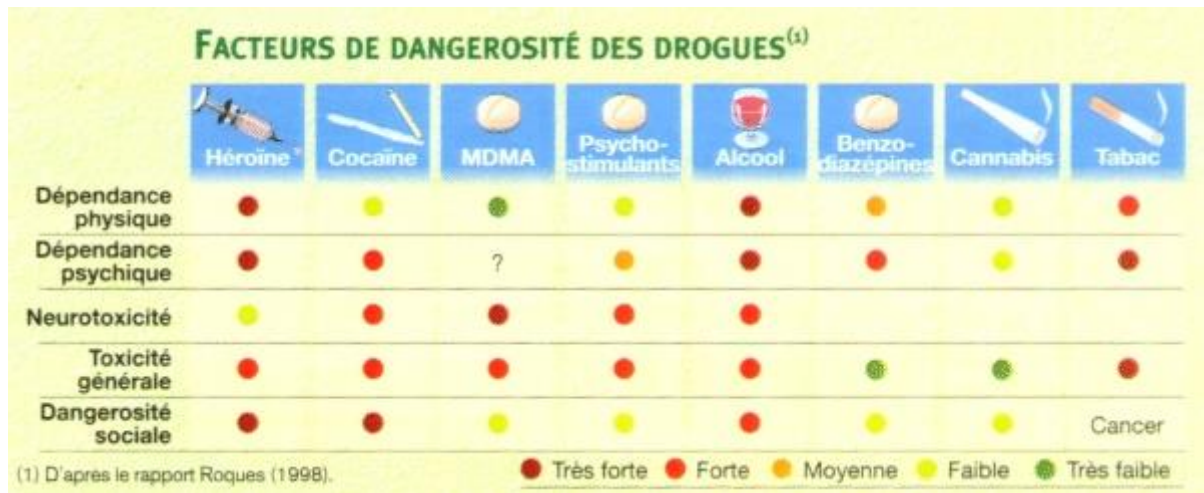 FACTEURS DE DANGEROSITÉ DES DROGUES(1)
Héroïne
Cocaïne
MDMA
Psycho-
stimulants
Alcool
Benzo-
diazépines
Cannabis
Tabac
Dépendance
physique
Dépendance
psychique
?
Neurotoxicité
Toxicité
générale
Dangerosité
sociale
Cancer
(1) D'apres le rapport Roques (1998).
Très forte
Forte
Moyenne
Faible
Très faible